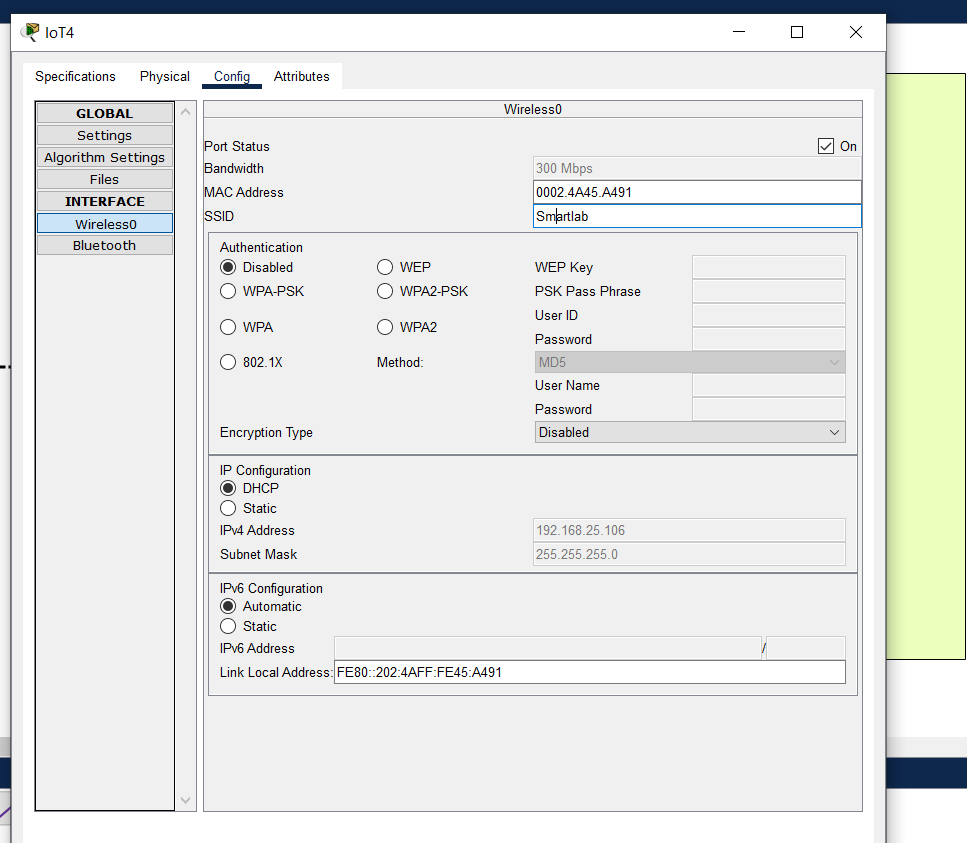 IoT4
Specifications Physical Config Attributes
GLOBAL
Settings
Algorithm Settings
Files
INTERFACE
Wireless0
Bluetooth
Wireless0
Port Status On
Bandwidth 300 Mbps
MAC Address 0002.4A45.A491
SSID Smartlab
Authentication
Disabled WEP WEP Key
WPA-PSK WPA2-PSK PSK Pass Phrase
User ID
WPA WPA2
Password
802.1X Method: MD5
User Name
Password
Encryption Type Disabled
IP Configuration
DHCP
Static
IPv4 Address 192.168.25.106
Subnet Mask 255.255.255.0
IPv6 Configuration
Automatic
Static
IPv6 Address /
Link Local Address: FE80::202:4AFF:FE45:A491